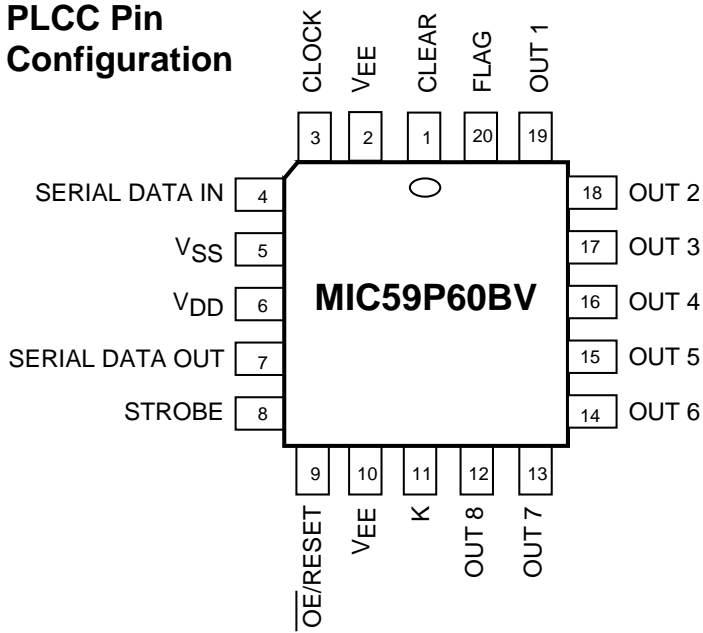 PLCC Pin
Configuration
CLOCK
VEE
CLEAR
FLAG
OUT 1
3
2
1
20
19
SERIAL DATA IN 4
18 OUT 2
VSS 5
17 OUT 3
VDD 6
MIC59P60BV
16 OUT 4
SERIAL DATA OUT 7
15 OUT 5
STROBE 8
14 OUT 6
9
10
11
12
13
OE/RESET
VEE
K
OUT 8
OUT 7